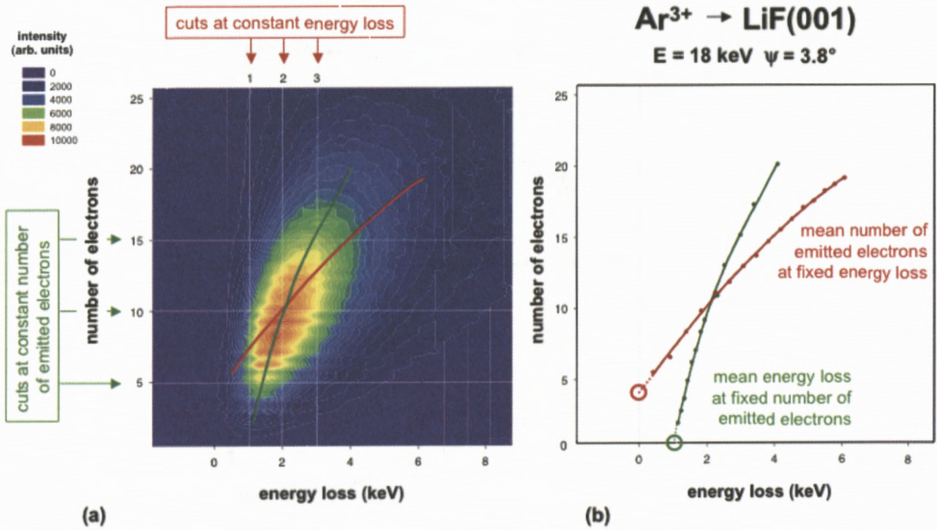 cuts at constant energy loss
intensity
(arb. units)
0
2000
4000
6000
8000
10000
1 2 3
25
20
15
10
5
number of electrons
cuts at constant number
of emitted electrons
0 2 4 6 8
energy loss (keV)
(a)
Ar³⁺ → LiF(001)
E = 18 keV ψ = 3.8°
25
20
15
10
5
0
number of electrons
mean number of
emitted electrons
at fixed energy loss
mean energy loss
at fixed number of
emitted electrons
0 2 4 6 8
energy loss (keV)
(b)